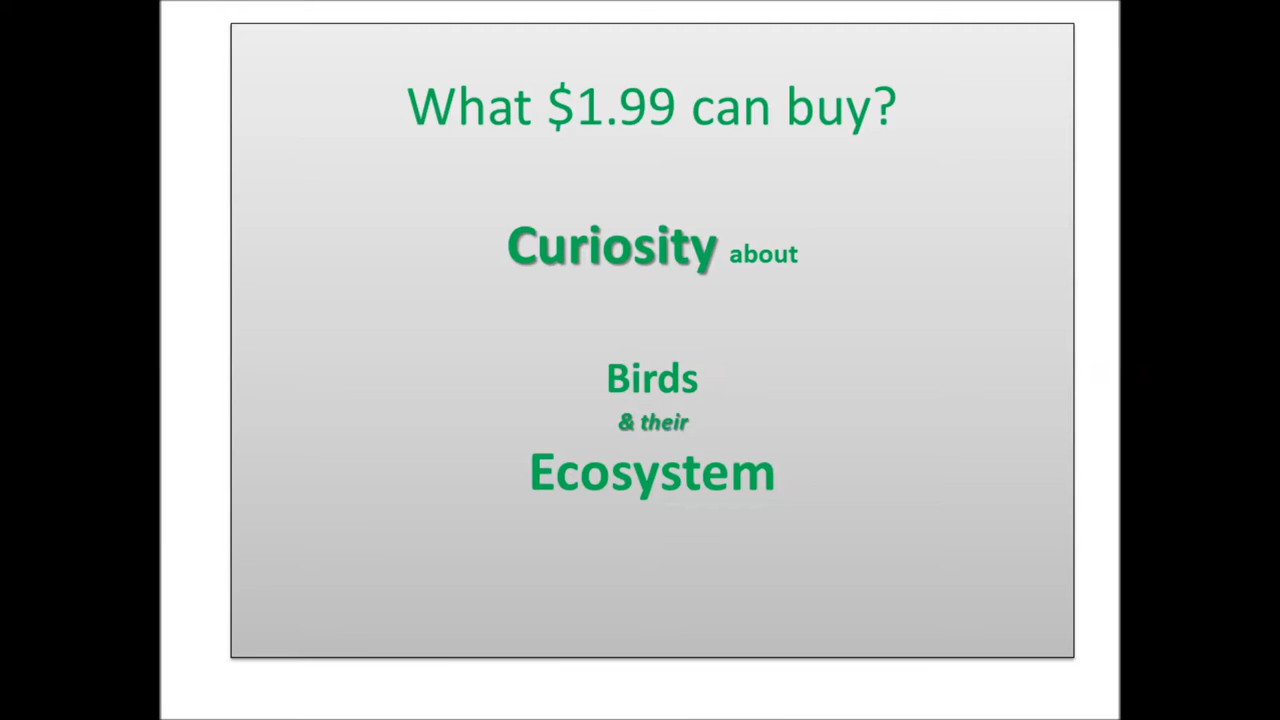 What $1.99 can buy?
Curiosity about
Birds
& their
Ecosystem